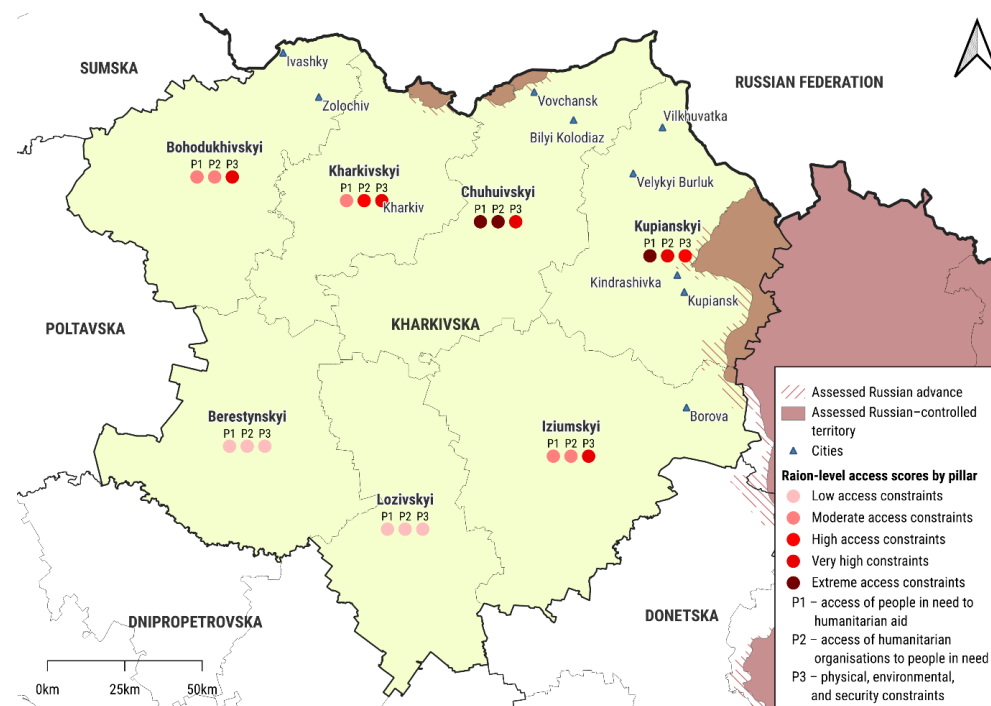 SUMSKA
Ivashky
RUSSIAN FEDERATION
Zolochiv
Vovchansk
Bilyi Kolodiaz
Vilkhuvatka
Bohodukhivskyi
P1 P2 P3
Kharkivskyi
P1 P2 P3
Kharkiv
Chuhuivskyi
P1 P2 P3
Velykyi Burluk
Kupianskyi
P1 P2 P3
Kindrashivka
Kupiansk
POLTAVSKA
KHARKIVSKA
Berestynskyi
P1 P2 P3
Iziumskyi
P1 P2 P3
Borova
Lozivskyi
P1 P2 P3
DNIPROPETROVSKA
DONETSKA
0km 25km 50km
Assessed Russian advance
Assessed Russian-controlled
territory
Cities
Raion-level access scores by pillar
Low access constraints
Moderate access constraints
High access constraints
Very high constraints
Extreme access constraints
P1 – access of people in need to
humanitarian aid
P2 – access of humanitarian
organisations to people in need
P3 – physical, environmental,
and security constraints